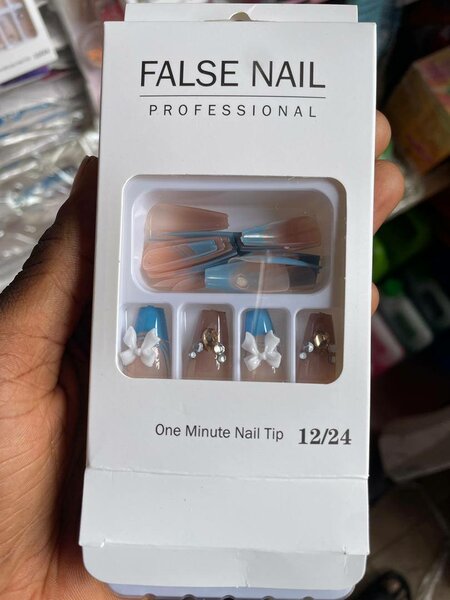 FALSE NAIL
PROFESSIONAL
One Minute Nail Tip 12/24